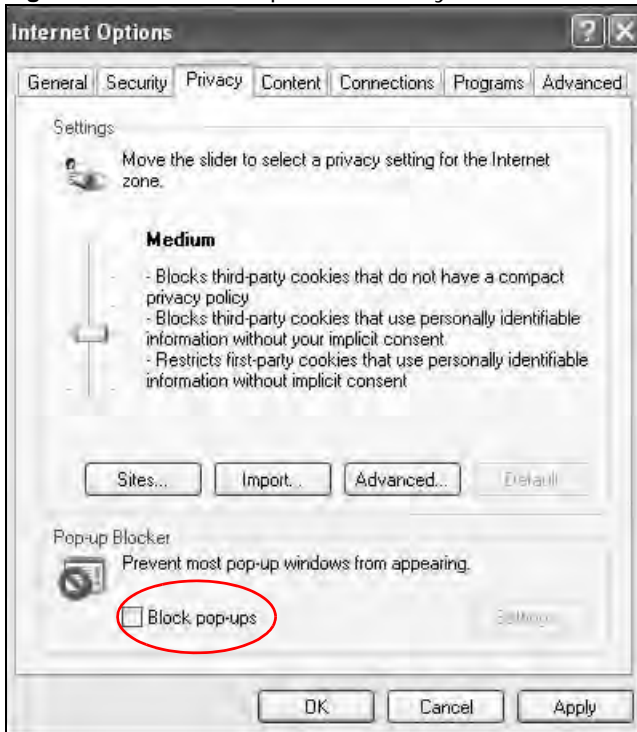 Internet Options
General Security Privacy Content Connections Programs Advanced
Settings
Move the slider to select a privacy setting for the Internet
zone.
Medium
- Blocks third-party cookies that do not have a compact
privacy policy
- Blocks third-party cookies that use personally identifiable
information without your implicit consent
- Restricts first-party cookies that use personally identifiable
information without implicit consent
Sites... Import... Advanced... Default
Pop-up Blocker
Prevent most pop-up windows from appearing.
Block pop-ups Settings...
OK Cancel Apply